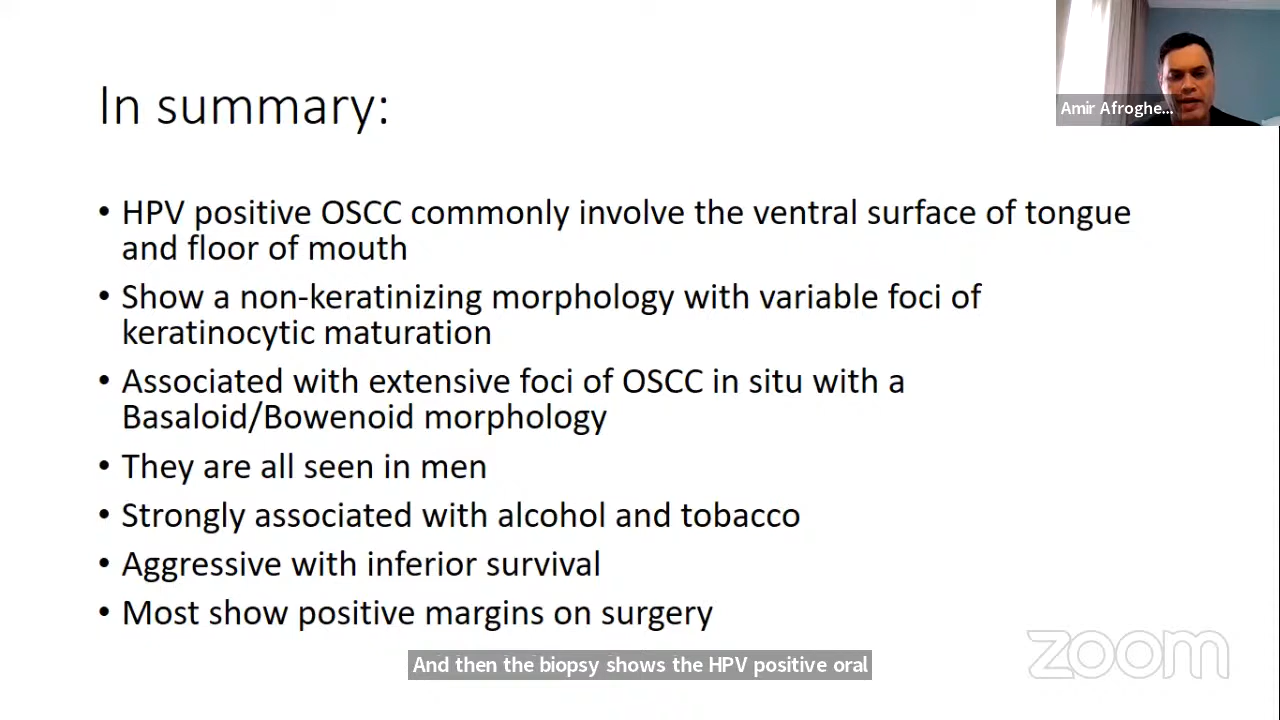 In summary:
Amir Afroghe...
• HPV positive OSCC commonly involve the ventral surface of tongue
and floor of mouth
• Show a non-keratinizing morphology with variable foci of
keratinocytic maturation
• Associated with extensive foci of OSCC in situ with a
Basaloid/Bowenoid morphology
• They are all seen in men
• Strongly associated with alcohol and tobacco
• Aggressive with inferior survival
• Most show positive margins on surgery
And then the biopsy shows the HPV positive oral
zoom